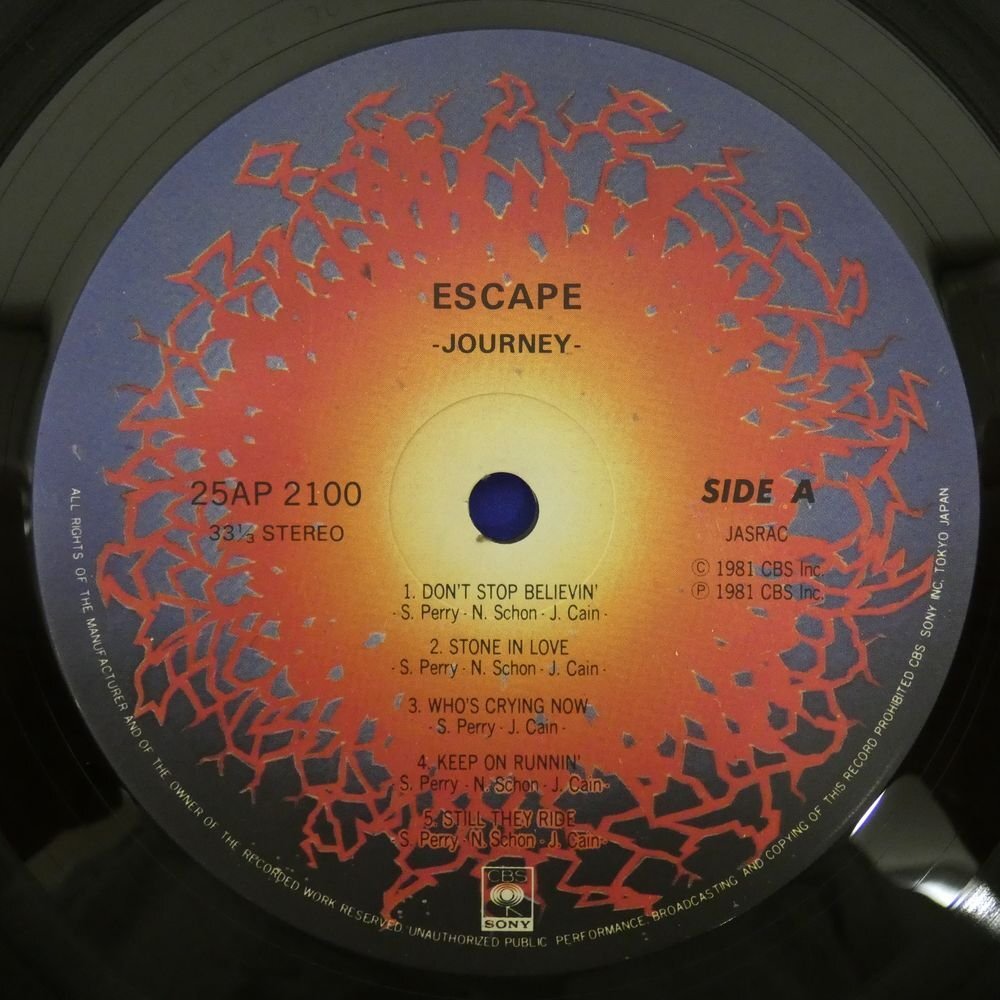 ESCAPE
-JOURNEY-
25AP 2100
33⅓ STEREO
SIDE A
JASRAC
Ⓒ 1981 CBS Inc.
Ⓟ 1981 CBS Inc.
1. DON'T STOP BELIEVIN'
- S. Perry · N. Schon · J. Cain -
2. STONE IN LOVE
- S. Perry · N. Schon · J. Cain -
3. WHO'S CRYING NOW
- S. Perry · J. Cain -
4. KEEP ON RUNNIN'
- S. Perry · N. Schon · J. Cain -
5. STILL THEY RIDE
- S. Perry · N. Schon · J. Cain -
CBS
SONY
ALL RIGHTS OF THE MANUFACTURER AND OF THE OWNER OF THE RECORDED WORK RESERVED. UNAUTHORIZED PUBLIC PERFORMANCE, BROADCASTING AND COPYING OF THIS RECORD PROHIBITED CBS SONY INC. TOKYO JAPAN